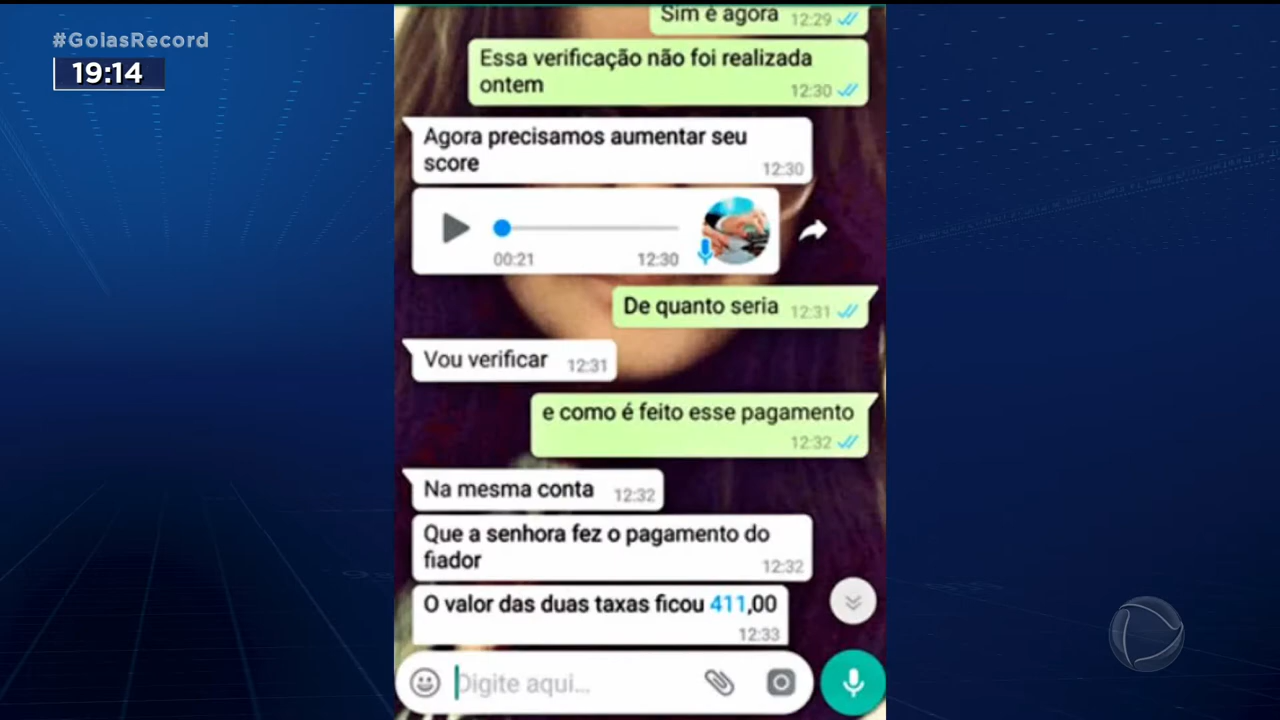 #GoiasRecord
19:14
Sim é agora 12:29
Essa verificação não foi realizada
ontem
12:30
Agora precisamos aumentar seu
score
12:30
00:21 12:30
De quanto seria 12:31
Vou verificar 12:31
e como é feito esse pagamento
12:32
Na mesma conta 12:32
Que a senhora fez o pagamento do
fiador
12:32
O valor das duas taxas ficou 411,00
12:33
Digite aqui...